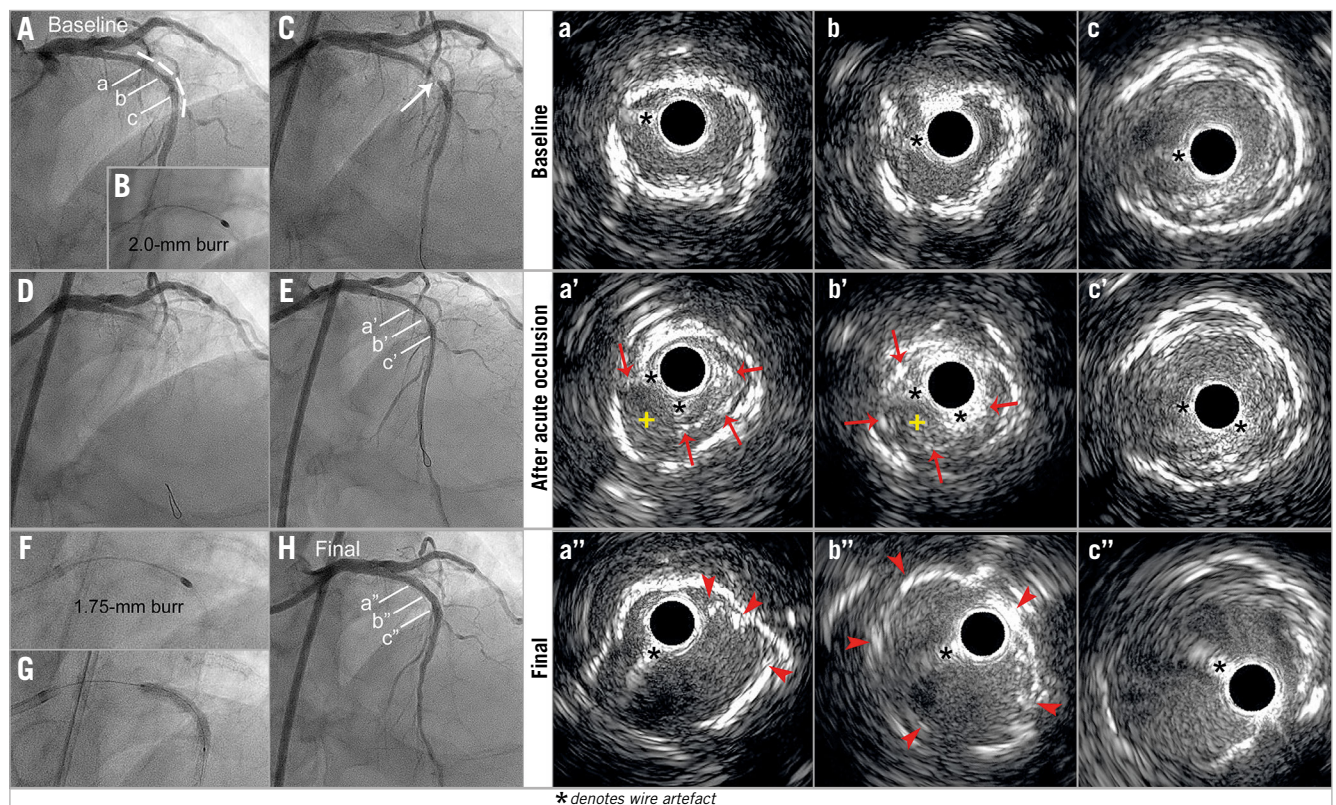 A Baseline
a
b
c
B
2.0-mm burr
C
Baseline
a
*
b
*
c
*
D
E
a’
b’
c’
After acute occlusion
a’
*
*
+
b’
*
*
+
c’
*
*
F
1.75-mm burr
G
H Final
a”
b”
c”
Final
a”
*
b”
*
c”
*
* denotes wire artefact